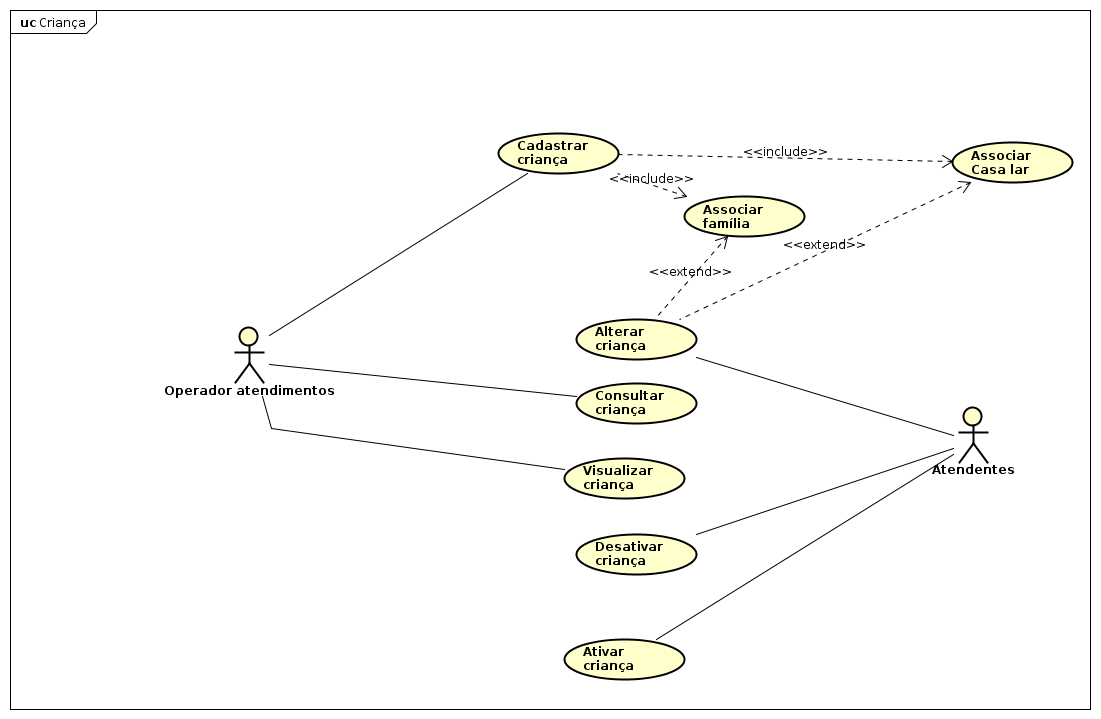 uc Criança
Cadastrar
criança
<<include>>
Associar
Casa lar
<<include>>
Associar
família
<<extend>>
<<extend>>
Alterar
criança
Operador atendimentos
Consultar
criança
Atendentes
Visualizar
criança
Desativar
criança
Ativar
criança